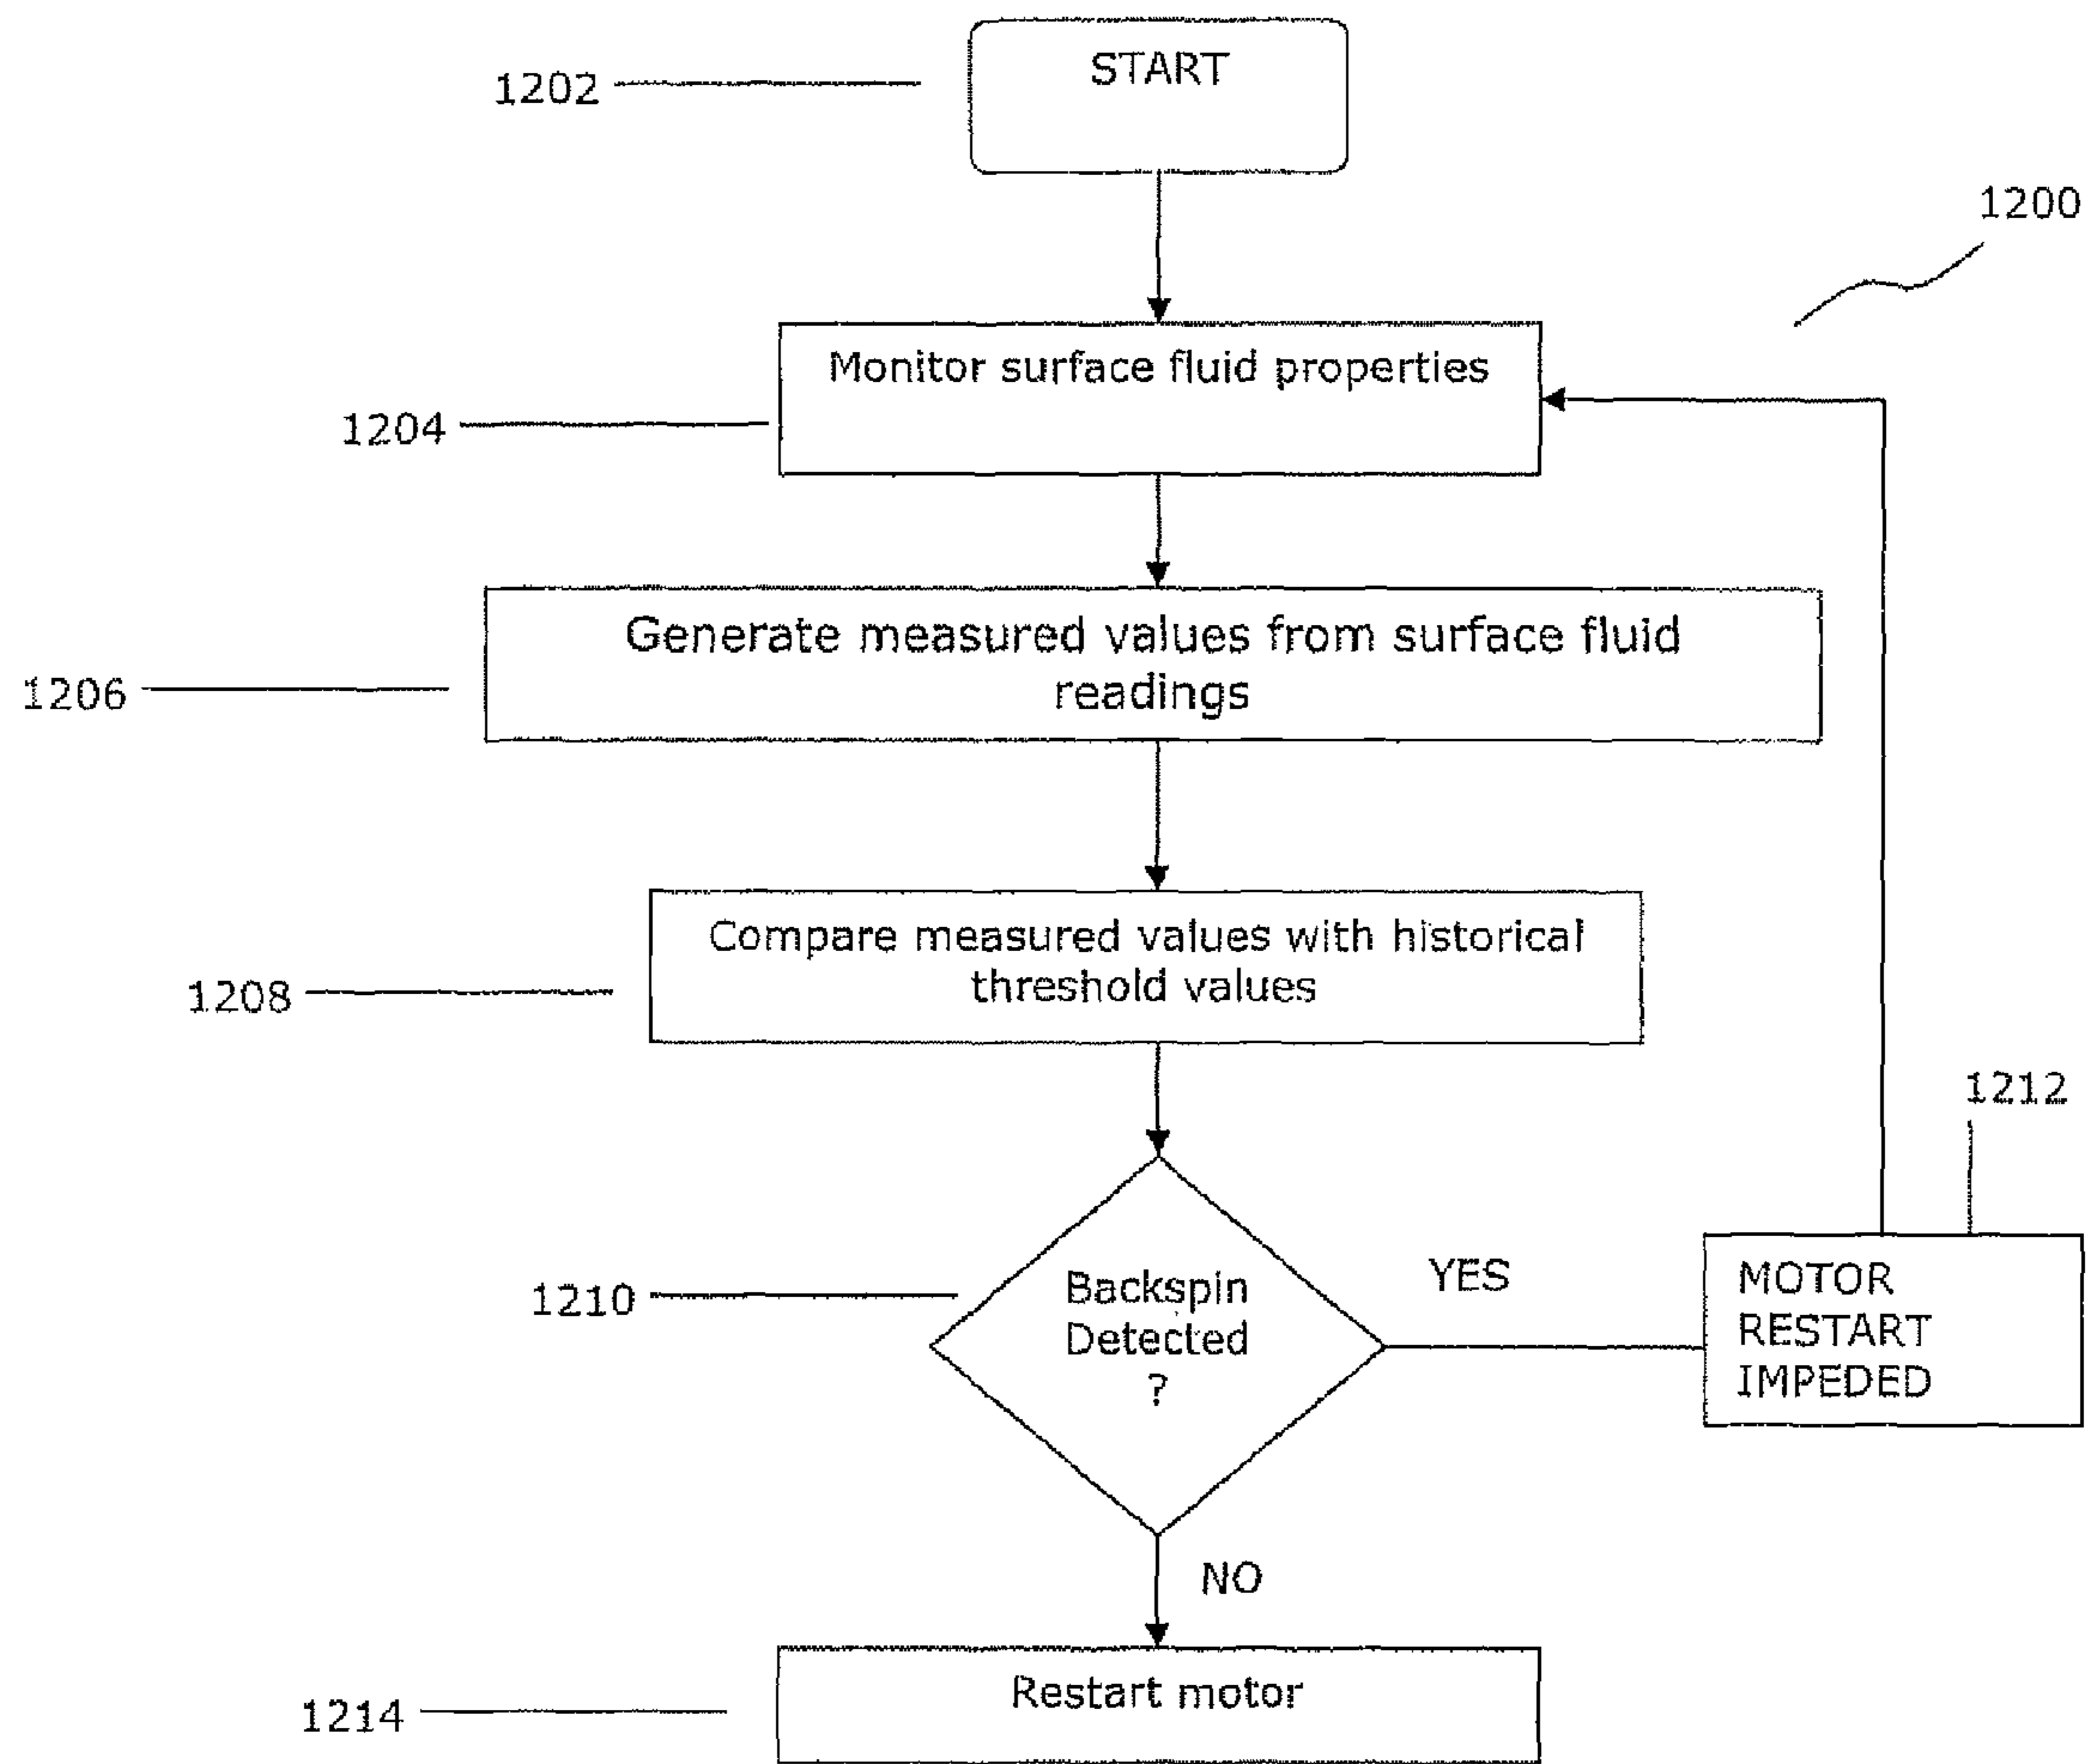 START
1202
1200
Monitor surface fluid properties
1204
Generate measured values from surface fluid
readings
1206
Compare measured values with historical
threshold values
1208
1212
Backspin
Detected
?
1210
YES
MOTOR
RESTART
IMPEDED
NO
Restart motor
1214